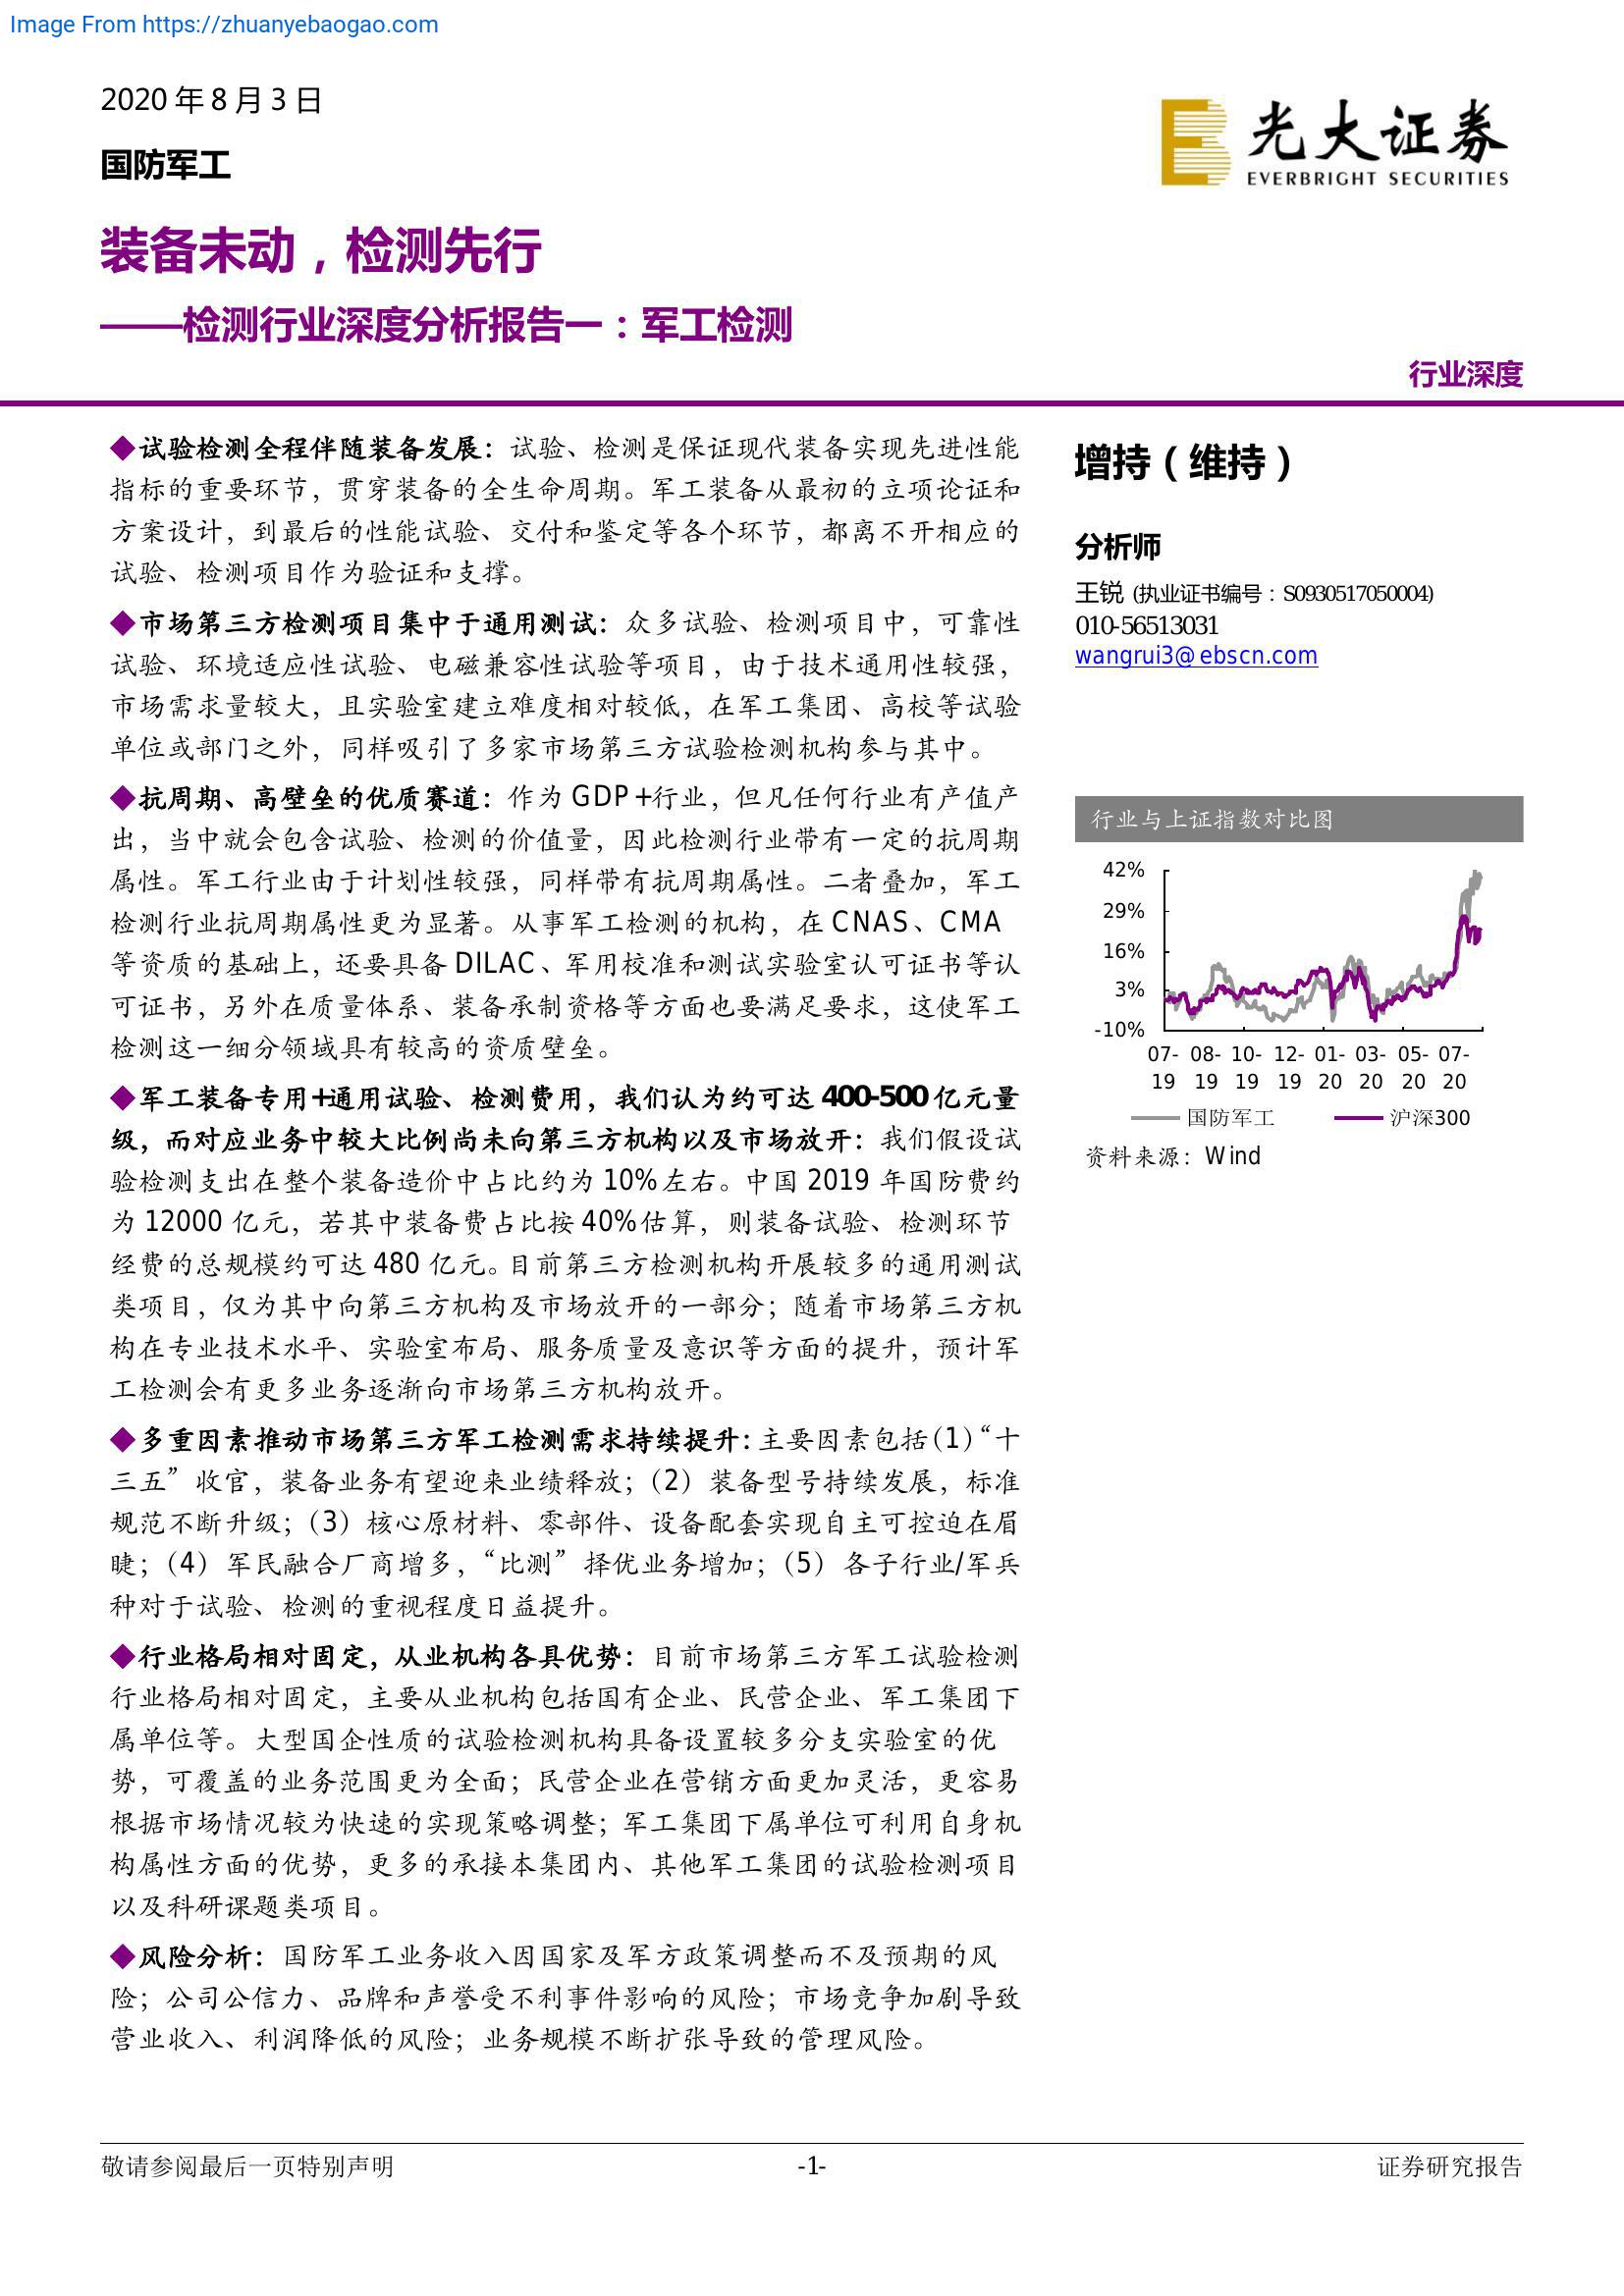 Image From https://zhuanyebaogao.com
2020 年 8 月 3 日
国防军工
光大证券
EVERBRIGHT SECURITIES
装备未动，检测先行
——检测行业深度分析报告一：军工检测
行业深度
◆试验检测全程伴随装备发展：试验、检测是保证现代装备实现先进性能
指标的重要环节，贯穿装备的全生命周期。军工装备从最初的立项论证和
方案设计，到最后的性能试验、交付和鉴定等各个环节，都离不开相应的
试验、检测项目作为验证和支撑。
◆市场第三方检测项目集中于通用测试：众多试验、检测项目中，可靠性
试验、环境适应性试验、电磁兼容性试验等项目，由于技术通用性较强，
市场需求量较大，且实验室建立难度相对较低，在军工集团、高校等试验
单位或部门之外，同样吸引了多家市场第三方试验检测机构参与其中。
◆抗周期、高壁垒的优质赛道：作为 GDP+行业，但凡任何行业有产值产
出，当中就会包含试验、检测的价值量，因此检测行业带有一定的抗周期
属性。军工行业由于计划性较强，同样带有抗周期属性。二者叠加，军工
检测行业抗周期属性更为显著。从事军工检测的机构，在 CNAS、CMA
等资质的基础上，还要具备 DILAC、军用校准和测试实验室认可证书等认
可证书，另外在质量体系、装备承制资格等方面也要满足要求，这使军工
检测这一细分领域具有较高的资质壁垒。
◆军工装备专用+通用试验、检测费用，我们认为约可达 400-500 亿元量
级，而对应业务中较大比例尚未向第三方机构以及市场放开：我们假设试
验检测支出在整个装备造价中占比约为 10%左右。中国 2019 年国防费约
为 12000 亿元，若其中装备费占比按 40%估算，则装备试验、检测环节
经费的总规模约可达 480 亿元。目前第三方检测机构开展较多的通用测试
类项目，仅为其中向第三方机构及市场放开的一部分；随着市场第三方机
构在专业技术水平、实验室布局、服务质量及意识等方面的提升，预计军
工检测会有更多业务逐渐向市场第三方机构放开。
◆多重因素推动市场第三方军工检测需求持续提升：主要因素包括（1）“十
三五”收官，装备业务有望迎来业绩释放；（2）装备型号持续发展，标准
规范不断升级；（3）核心原材料、零部件、设备配套实现自主可控迫在眉
睫；（4）军民融合厂商增多，“比测”择优业务增加；（5）各子行业/军兵
种对于试验、检测的重视程度日益提升。
◆行业格局相对固定，从业机构各具优势：目前市场第三方军工试验检测
行业格局相对固定，主要从业机构包括国有企业、民营企业、军工集团下
属单位等。大型国企性质的试验检测机构具备设置较多分支实验室的优
势，可覆盖的业务范围更为全面；民营企业在营销方面更加灵活，更容易
根据市场情况较为快速的实现策略调整；军工集团下属单位可利用自身机
构属性方面的优势，更多的承接本集团内、其他军工集团的试验检测项目
以及科研课题类项目。
◆风险分析：国防军工业务收入因国家及军方政策调整而不及预期的风
险；公司公信力、品牌和声誉受不利事件影响的风险；市场竞争加剧导致
营业收入、利润降低的风险；业务规模不断扩张导致的管理风险。
增持（维持）
分析师
王锐 (执业证书编号：S0930517050004)
010-56513031
wangrui3@ebscn.com
行业与上证指数对比图
42%
29%
16%
3%
-10%
07- 08- 10- 12- 01- 03- 05- 07-
19 19 19 19 20 20 20 20
国防军工 沪深300
资料来源：Wind
敬请参阅最后一页特别声明 -1- 证券研究报告